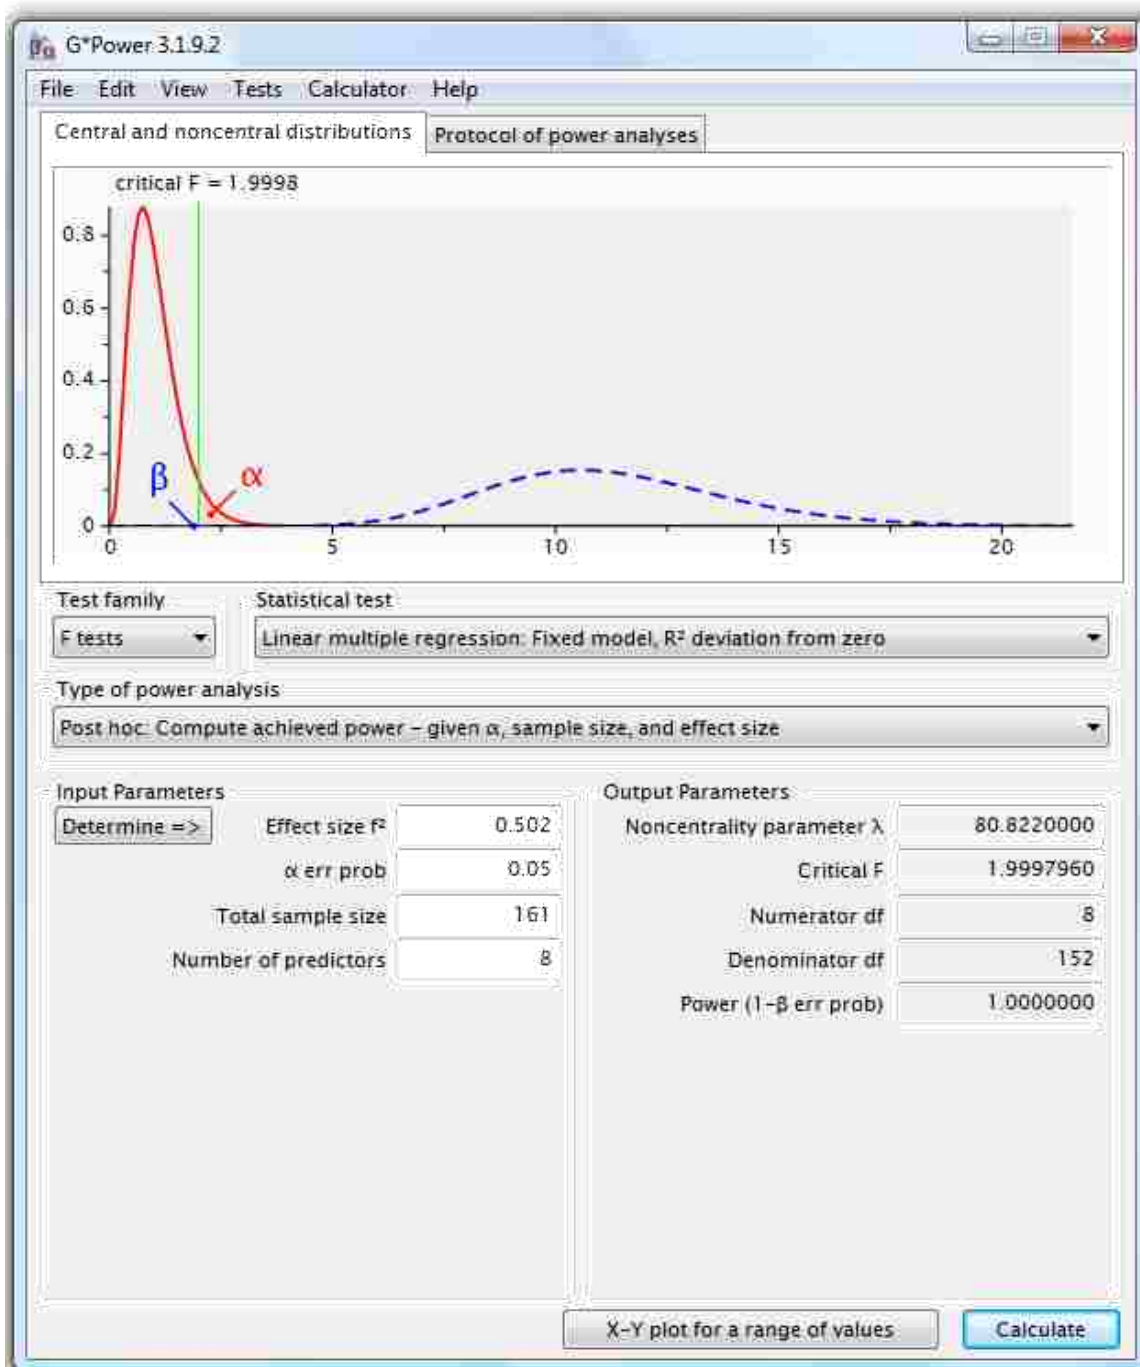 G*Power 3.1.9.2
File Edit View Tests Calculator Help
Central and noncentral distributions Protocol of power analyses
critical F = 1.9998
0.8
0.6
0.4
0.2
0
β α
0 5 10 15 20
Test family Statistical test
F tests Linear multiple regression: Fixed model, R² deviation from zero
Type of power analysis
Post hoc: Compute achieved power – given α, sample size, and effect size
Input Parameters Output Parameters
Determine => Effect size f² 0.502 Noncentrality parameter λ 80.8220000
α err prob 0.05 Critical F 1.9997960
Total sample size 161 Numerator df 8
Number of predictors 8 Denominator df 152
Power (1–β err prob) 1.0000000
X–Y plot for a range of values Calculate